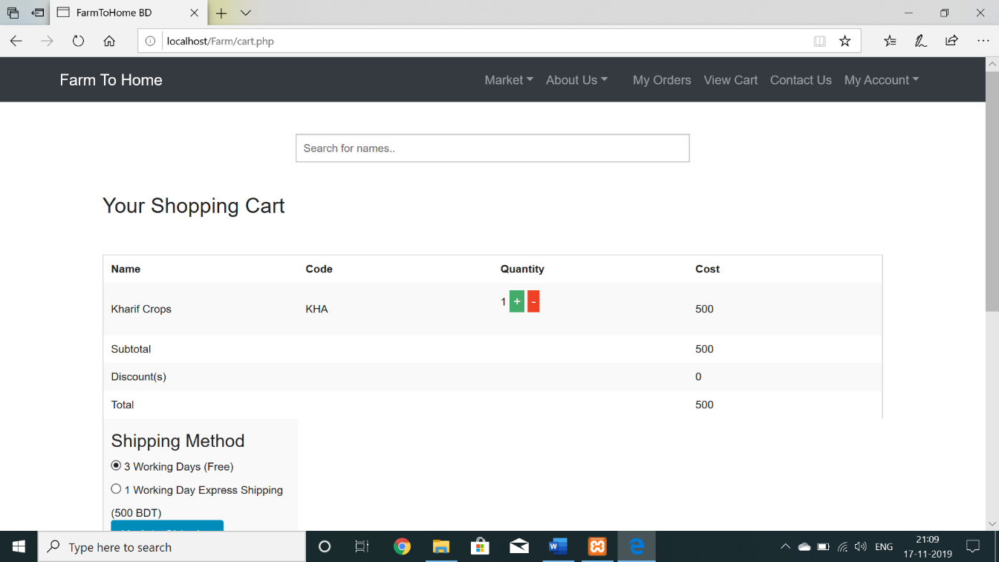 FarmToHome BD
localhost/Farm/cart.php
Farm To Home Market About Us My Orders View Cart Contact Us My Account
Search for names..
Your Shopping Cart
Name Code Quantity Cost
Kharif Crops KHA 1 + - 500
Subtotal 500
Discount(s) 0
Total 500
Shipping Method
3 Working Days (Free)
1 Working Day Express Shipping
(500 BDT)
Type here to search
ENG
21:09
17-11-2019